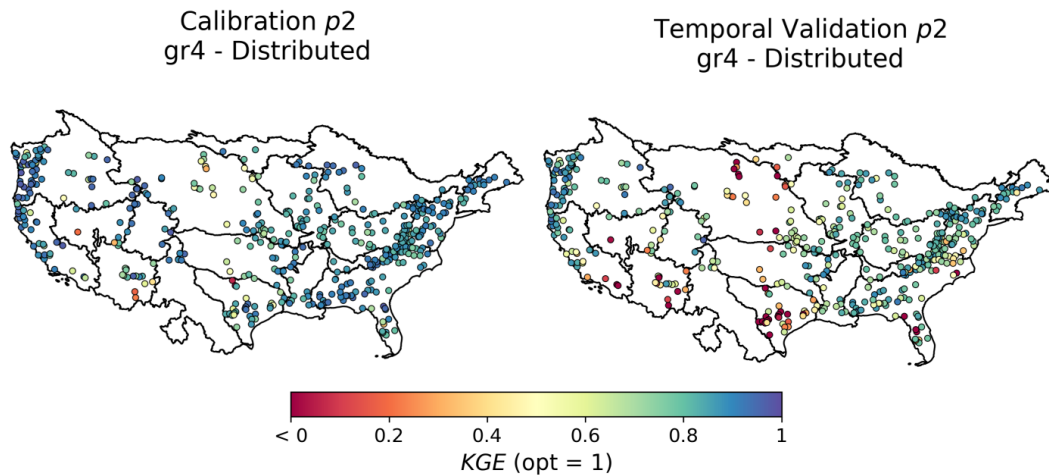 Calibration p2
gr4 - Distributed
Temporal Validation p2
gr4 - Distributed
< 0 0.2 0.4 0.6 0.8 1
KGE (opt = 1)